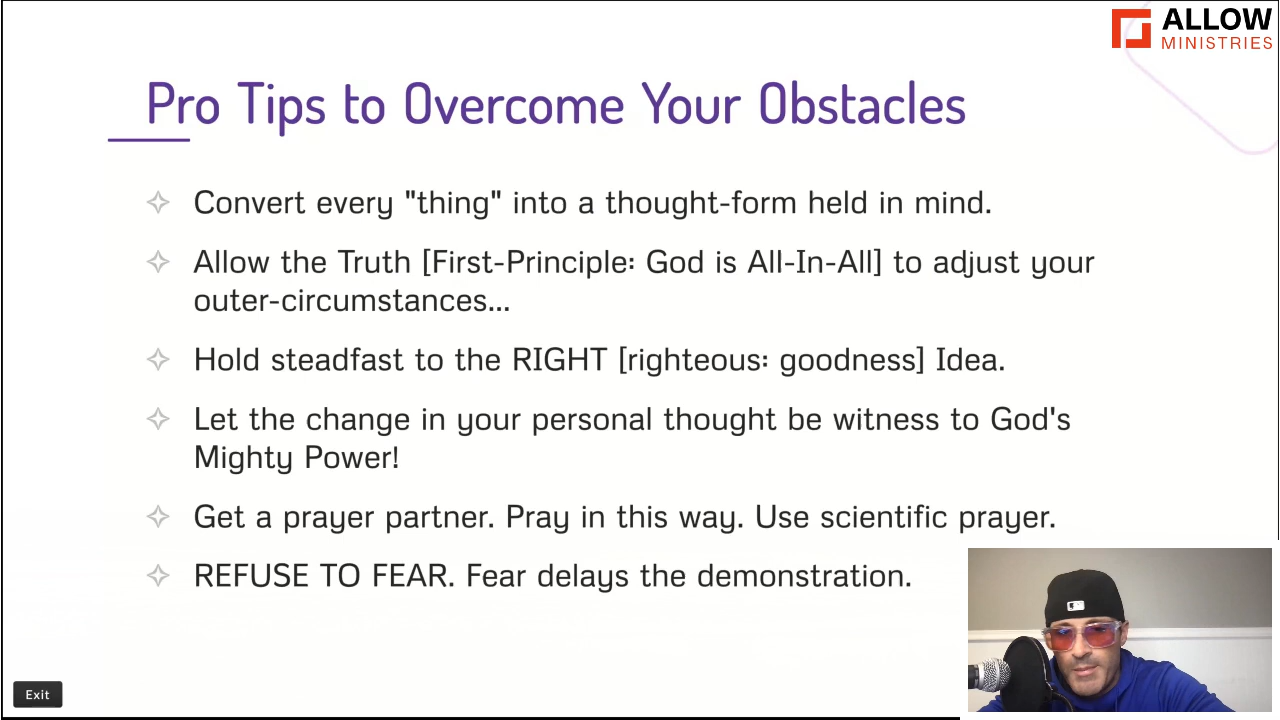 ALLOW
MINISTRIES
Pro Tips to Overcome Your Obstacles
Convert every "thing" into a thought-form held in mind.
Allow the Truth [First-Principle: God is All-In-All] to adjust your
outer-circumstances...
Hold steadfast to the RIGHT [righteous: goodness] Idea.
Let the change in your personal thought be witness to God's
Mighty Power!
Get a prayer partner. Pray in this way. Use scientific prayer.
REFUSE TO FEAR. Fear delays the demonstration.
Exit